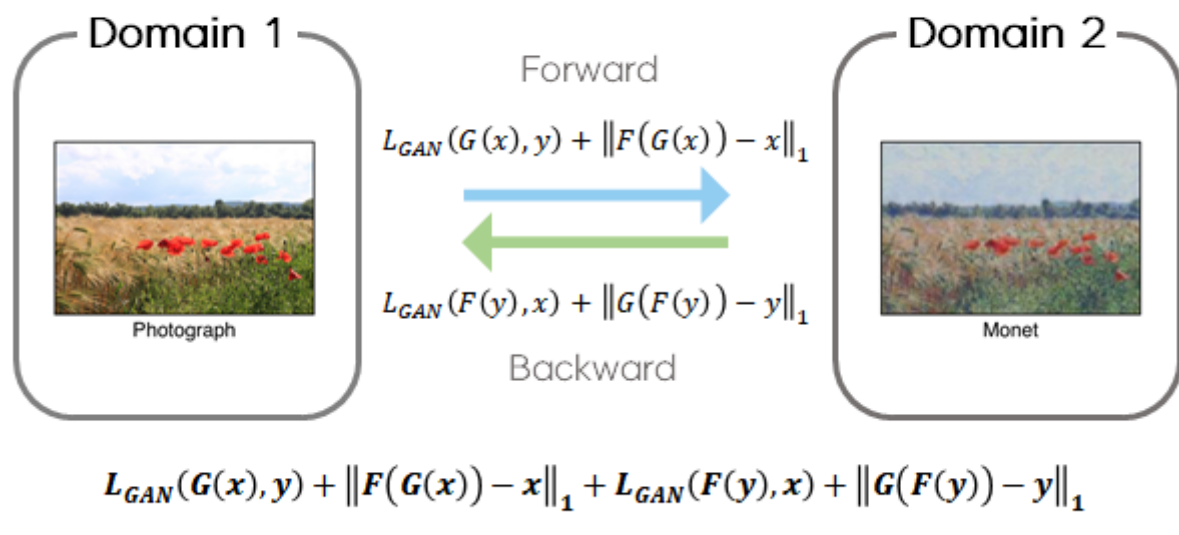 Domain 1
Domain 2
Forward
L_GAN(G(x), y) + ‖F(G(x)) − x‖₁
L_GAN(F(y), x) + ‖G(F(y)) − y‖₁
Photograph
Monet
Backward
L_GAN(G(x), y) + ‖F(G(x)) − x‖₁ + L_GAN(F(y), x) + ‖G(F(y)) − y‖₁